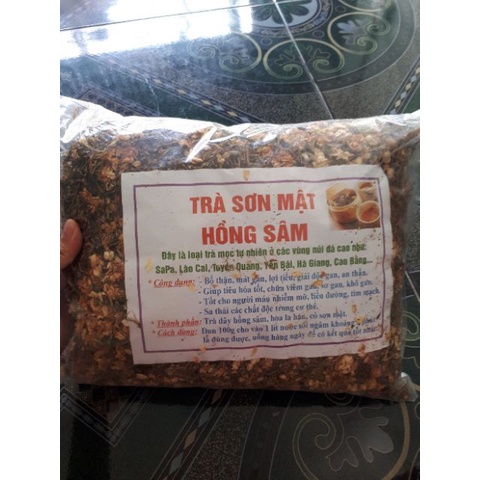 TRÀ SƠN MẬT
HỒNG SÂM
Đây là loại trà mọc tự nhiên ở các vùng núi đá cao như:
SaPa, Lào Cai, Tuyên Quang, Yên Bái, Hà Giang, Cao Bằng...
* Công dụng: - Bổ thận, mát gan, lợi tiểu, giải độc gan, an thần.
- Giúp tiêu hóa tốt, chữa viêm gan, xơ gan, khô gan.
- Tốt cho người máu nhiễm mỡ, tiểu đường, tim mạch.
- Sa thải các chất độc trong cơ thể.
* Thành phần: Trà dây hồng sâm, hoa la hán, cỏ sơn mật.
* Cách dùng: Đun 100g cho vào 1 lít nước tốt ngâm khoảng
là dùng được, uống hàng ngày để có kết quả tốt